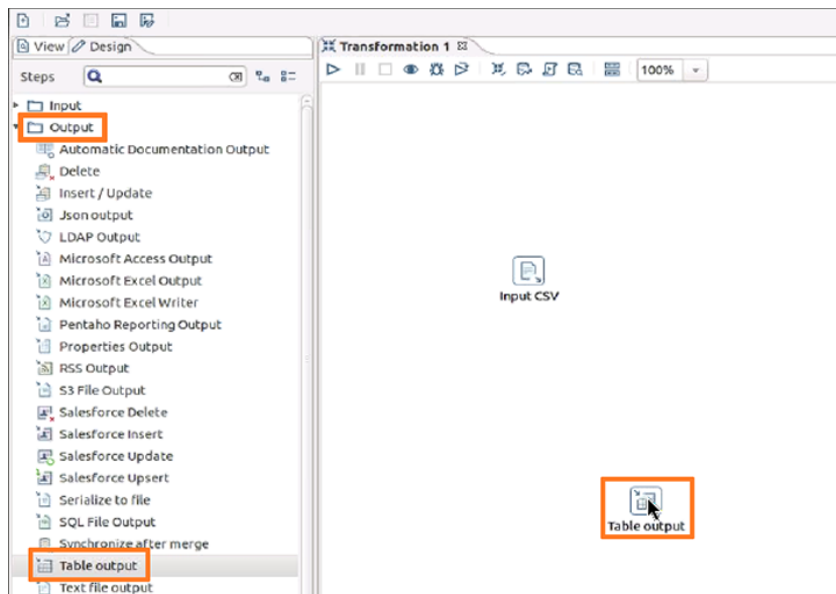 View
Design
Transformation 1
Steps
100%
Input
Output
Automatic Documentation Output
Delete
Insert / Update
Json output
LDAP Output
Microsoft Access Output
Microsoft Excel Output
Microsoft Excel Writer
Pentaho Reporting Output
Properties Output
RSS Output
S3 File Output
Salesforce Delete
Salesforce Insert
Salesforce Update
Salesforce Upsert
Serialize to file
SQL File Output
Synchronize after merge
Table output
Text file output
Input CSV
Table output